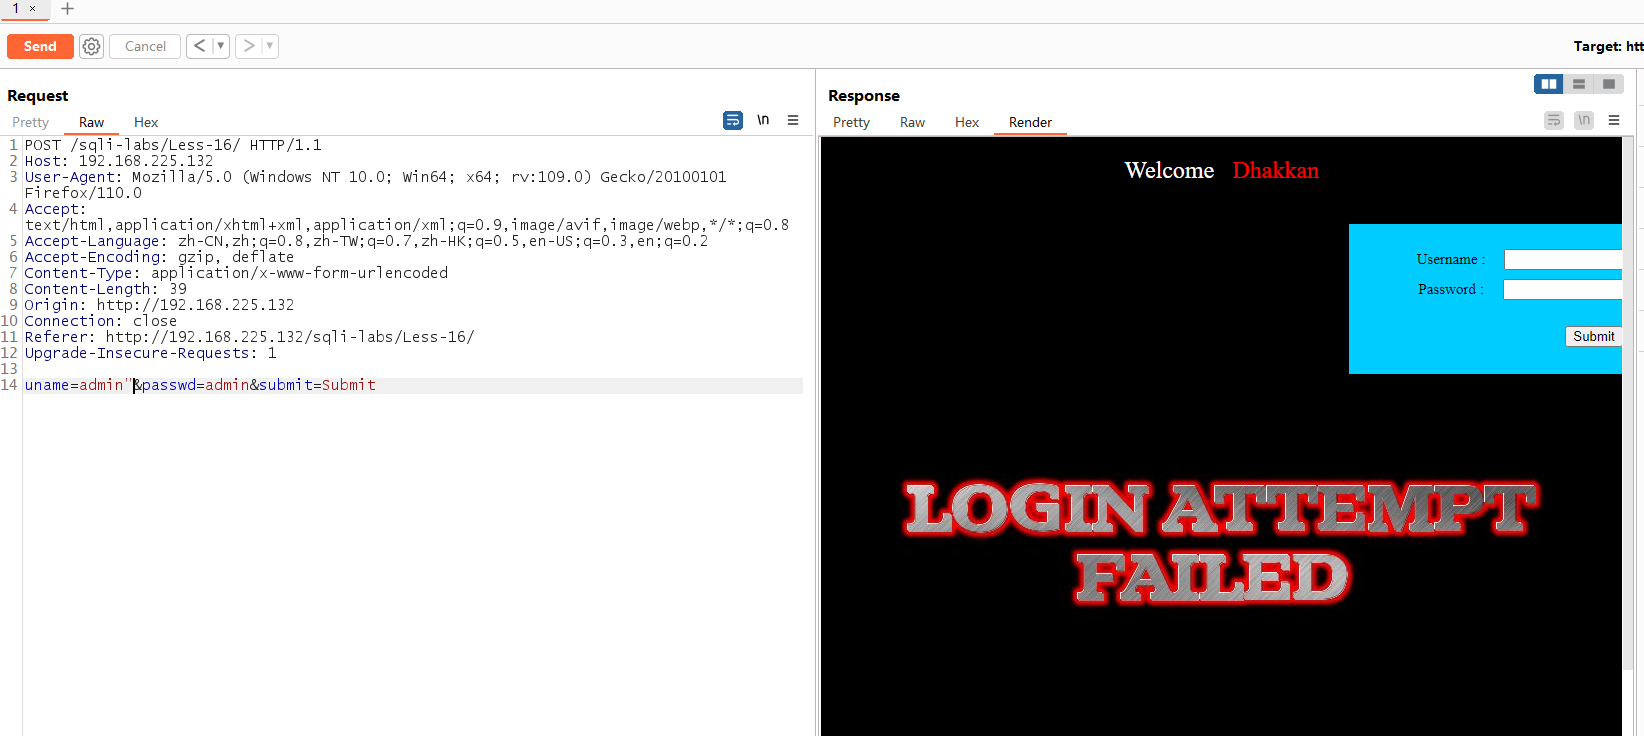 1 × +
Send Cancel < ▼ > ▼ Target: htt
Request
Pretty Raw Hex \n ≡
1 POST /sqli-labs/Less-16/ HTTP/1.1
2 Host: 192.168.225.132
3 User-Agent: Mozilla/5.0 (Windows NT 10.0; Win64; x64; rv:109.0) Gecko/20100101
Firefox/110.0
4 Accept:
text/html,application/xhtml+xml,application/xml;q=0.9,image/avif,image/webp,*/*;q=0.8
5 Accept-Language: zh-CN,zh;q=0.8,zh-TW;q=0.7,zh-HK;q=0.5,en-US;q=0.3,en;q=0.2
6 Accept-Encoding: gzip, deflate
7 Content-Type: application/x-www-form-urlencoded
8 Content-Length: 39
9 Origin: http://192.168.225.132
10 Connection: close
11 Referer: http://192.168.225.132/sqli-labs/Less-16/
12 Upgrade-Insecure-Requests: 1
13
14 uname=admin"&passwd=admin&submit=Submit
Response
Pretty Raw Hex Render \n ≡
Welcome Dhakkan
Username :
Password :
Submit
LOGIN ATTEMPT
FAILED